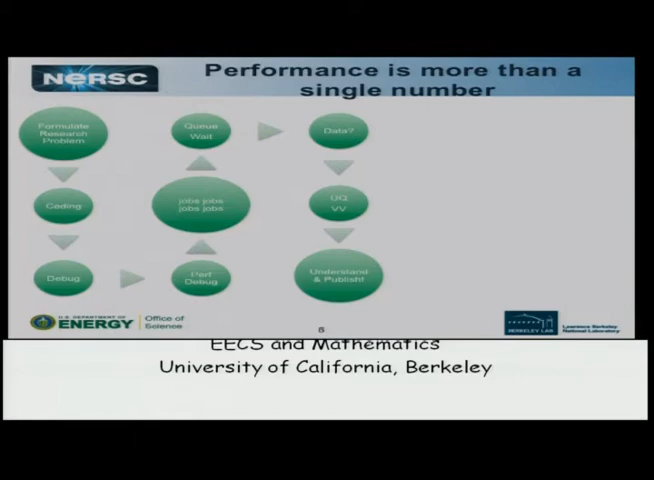 NERSC
Performance is more than a
single number
Formulate
Research
Problem
Coding
Debug
Perf
Debug
jobs jobs
jobs jobs
Queue
Wait
Data?
UQ
VV
Understand
& Publish!
U.S. DEPARTMENT OF
ENERGY
Office of
Science
BERKELEY LAB
Lawrence Berkeley
National Laboratory
EECS and Mathematics
University of California, Berkeley